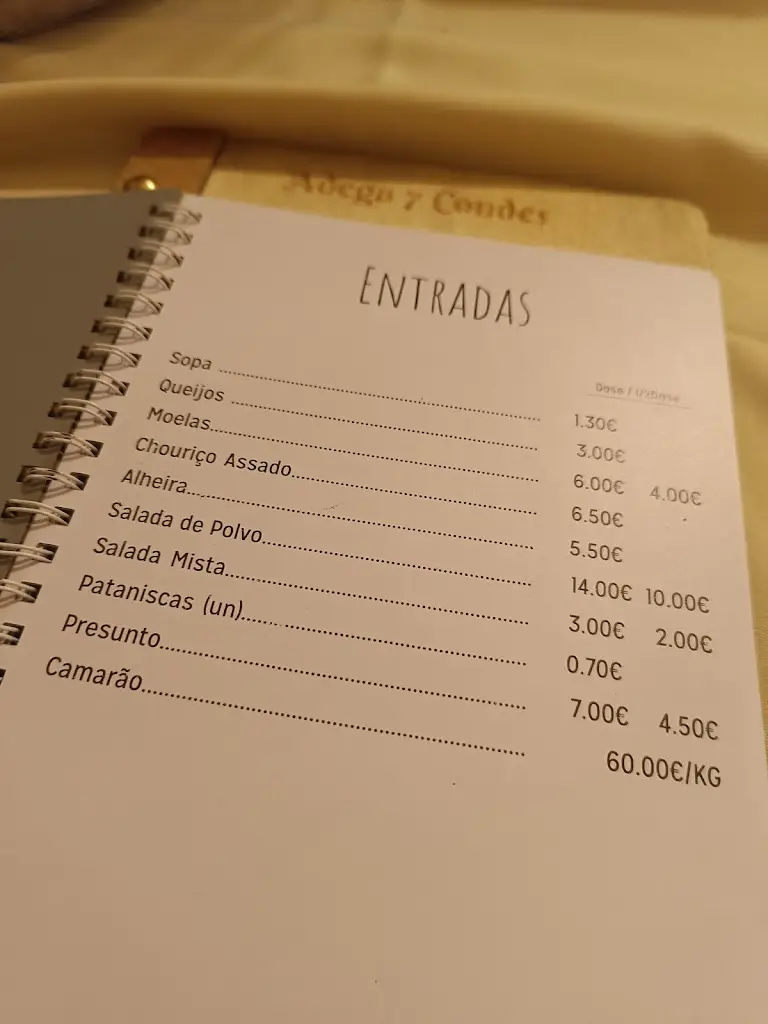 Adega 7 Condes
ENTRADAS
Dose / 1/2Dose
Sopa ........................................ 1.30€
Queijos ........................................ 3.00€
Moelas........................................ 6.00€ 4.00€
Chouriço Assado........................................ 6.50€
Alheira........................................ 5.50€
Salada de Polvo........................................ 14.00€ 10.00€
Salada Mista........................................ 3.00€ 2.00€
Pataniscas (un)........................................ 0.70€
Presunto........................................ 7.00€ 4.50€
Camarão........................................ 60.00€/KG